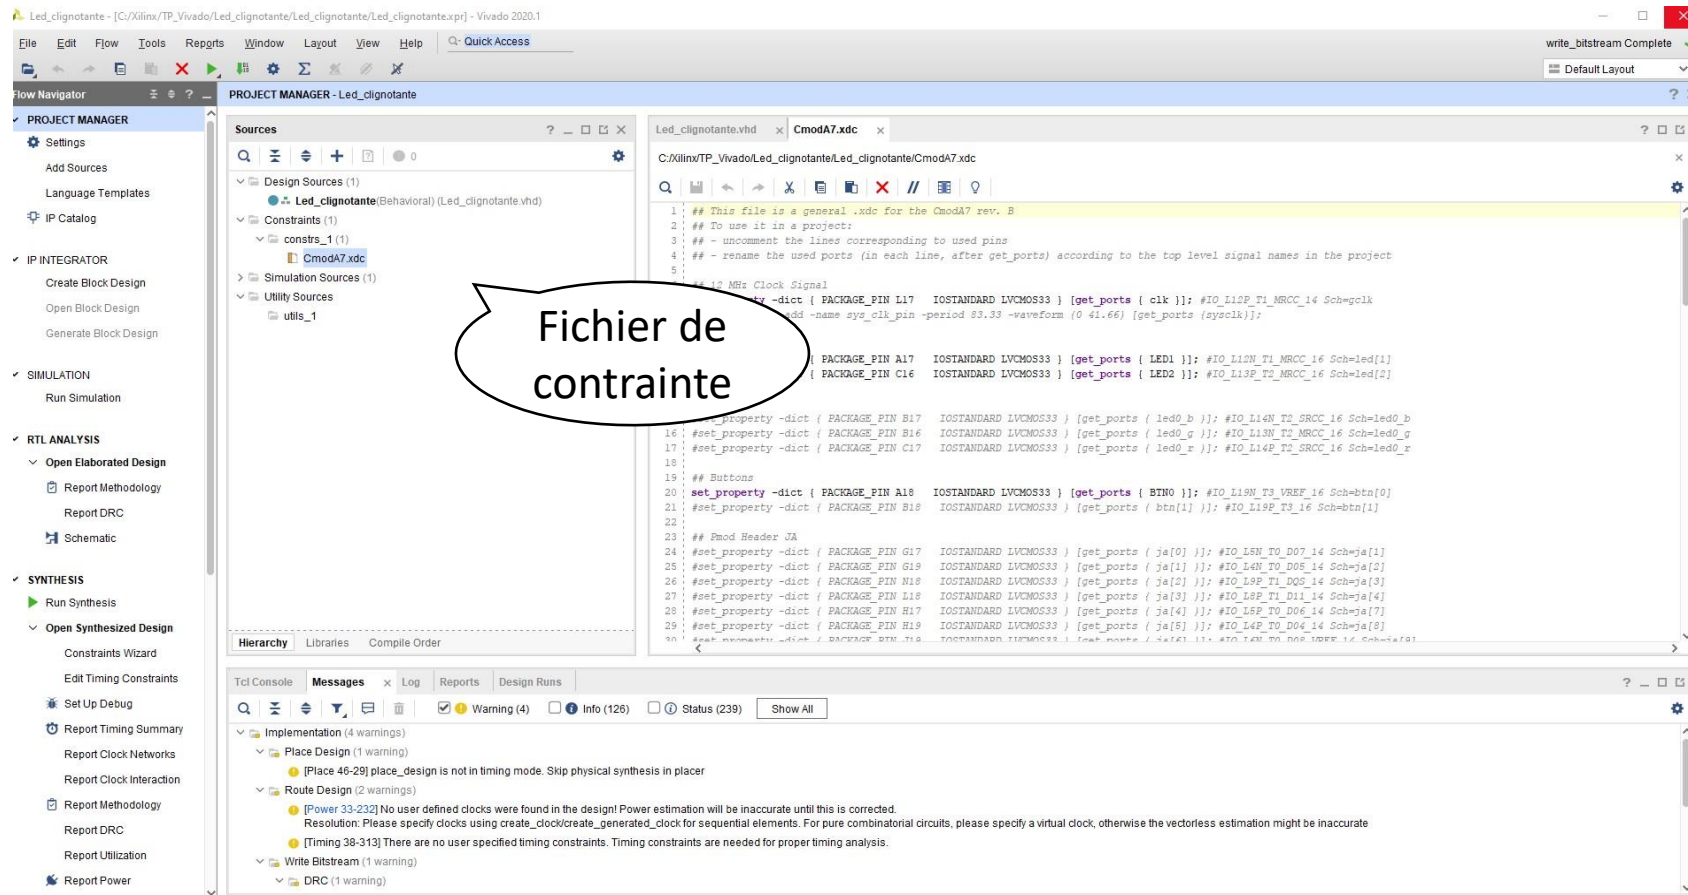 Led_clignotante - [C:/Xilinx/TP_Vivado/Led_clignotante/Led_clignotante/Led_clignotante.xpr] - Vivado 2020.1
File Edit Flow Tools Reports Window Layout View Help Quick Access
write_bitstream Complete
Default Layout
Flow Navigator
PROJECT MANAGER - Led_clignotante
PROJECT MANAGER
Settings
Add Sources
Language Templates
IP Catalog
IP INTEGRATOR
Create Block Design
Open Block Design
Generate Block Design
SIMULATION
Run Simulation
RTL ANALYSIS
Open Elaborated Design
Report Methodology
Report DRC
Schematic
SYNTHESIS
Run Synthesis
Open Synthesized Design
Constraints Wizard
Edit Timing Constraints
Set Up Debug
Report Timing Summary
Report Clock Networks
Report Clock Interaction
Report Methodology
Report DRC
Report Utilization
Report Power
Sources
0
Design Sources (1)
Led_clignotante(Behavioral) (Led_clignotante.vhd)
Constraints (1)
constrs_1 (1)
CmodA7.xdc
Simulation Sources (1)
Utility Sources
utils_1
Hierarchy Libraries Compile Order
Fichier de
contrainte
Led_clignotante.vhd CmodA7.xdc
C:/Xilinx/TP_Vivado/Led_clignotante/Led_clignotante/CmodA7.xdc
1 ## This file is a general .xdc for the CmodA7 rev. B
2 ## To use it in a project:
3 ## - uncomment the lines corresponding to used pins
4 ## - rename the used ports (in each line, after get_ports) according to the top level signal names in the project
5
## 12 MHz Clock Signal
-dict { PACKAGE_PIN L17 IOSTANDARD LVCMOS33 } [get_ports { clk }]; #IO_L12P_T1_MRCC_14 Sch=gclk
-name sys_clk_pin -period 83.33 -waveform {0 41.66} [get_ports {sysclk}];
{ PACKAGE_PIN A17 IOSTANDARD LVCMOS33 } [get_ports { LED1 }]; #IO_L12N_T1_MRCC_16 Sch=led[1]
{ PACKAGE_PIN C16 IOSTANDARD LVCMOS33 } [get_ports { LED2 }]; #IO_L13P_T2_MRCC_16 Sch=led[2]
-dict { PACKAGE_PIN B17 IOSTANDARD LVCMOS33 } [get_ports { led0_b }]; #IO_L14N_T2_SRCC_16 Sch=led0_b
16 #set_property -dict { PACKAGE_PIN B16 IOSTANDARD LVCMOS33 } [get_ports { led0_g }]; #IO_L13N_T2_MRCC_16 Sch=led0_g
17 #set_property -dict { PACKAGE_PIN C17 IOSTANDARD LVCMOS33 } [get_ports { led0_r }]; #IO_L14P_T2_SRCC_16 Sch=led0_r
18
19 ## Buttons
20 set_property -dict { PACKAGE_PIN A18 IOSTANDARD LVCMOS33 } [get_ports { BTN0 }]; #IO_L19N_T3_VREF_16 Sch=btn[0]
21 #set_property -dict { PACKAGE_PIN B18 IOSTANDARD LVCMOS33 } [get_ports { btn[1] }]; #IO_L19P_T3_16 Sch=btn[1]
22
23 ## Pmod Header JA
24 #set_property -dict { PACKAGE_PIN G17 IOSTANDARD LVCMOS33 } [get_ports { ja[0] }]; #IO_L5N_T0_D07_14 Sch=ja[1]
25 #set_property -dict { PACKAGE_PIN G19 IOSTANDARD LVCMOS33 } [get_ports { ja[1] }]; #IO_L4N_T0_D05_14 Sch=ja[2]
26 #set_property -dict { PACKAGE_PIN N18 IOSTANDARD LVCMOS33 } [get_ports { ja[2] }]; #IO_L9P_T1_DQS_14 Sch=ja[3]
27 #set_property -dict { PACKAGE_PIN L18 IOSTANDARD LVCMOS33 } [get_ports { ja[3] }]; #IO_L8P_T1_D11_14 Sch=ja[4]
28 #set_property -dict { PACKAGE_PIN H17 IOSTANDARD LVCMOS33 } [get_ports { ja[4] }]; #IO_L5P_T0_D06_14 Sch=ja[7]
29 #set_property -dict { PACKAGE_PIN H19 IOSTANDARD LVCMOS33 } [get_ports { ja[5] }]; #IO_L4P_T0_D04_14 Sch=ja[8]
Tcl Console Messages Log Reports Design Runs
Warning (4) Info (126) Status (239) Show All
Implementation (4 warnings)
Place Design (1 warning)
[Place 46-29] place_design is not in timing mode. Skip physical synthesis in placer
Route Design (2 warnings)
[Power 33-232] No user defined clocks were found in the design! Power estimation will be inaccurate until this is corrected.
Resolution: Please specify clocks using create_clock/create_generated_clock for sequential elements. For pure combinatorial circuits, please specify a virtual clock, otherwise the vectorless estimation might be inaccurate
[Timing 38-313] There are no user specified timing constraints. Timing constraints are needed for proper timing analysis.
Write Bitstream (1 warning)
DRC (1 warning)